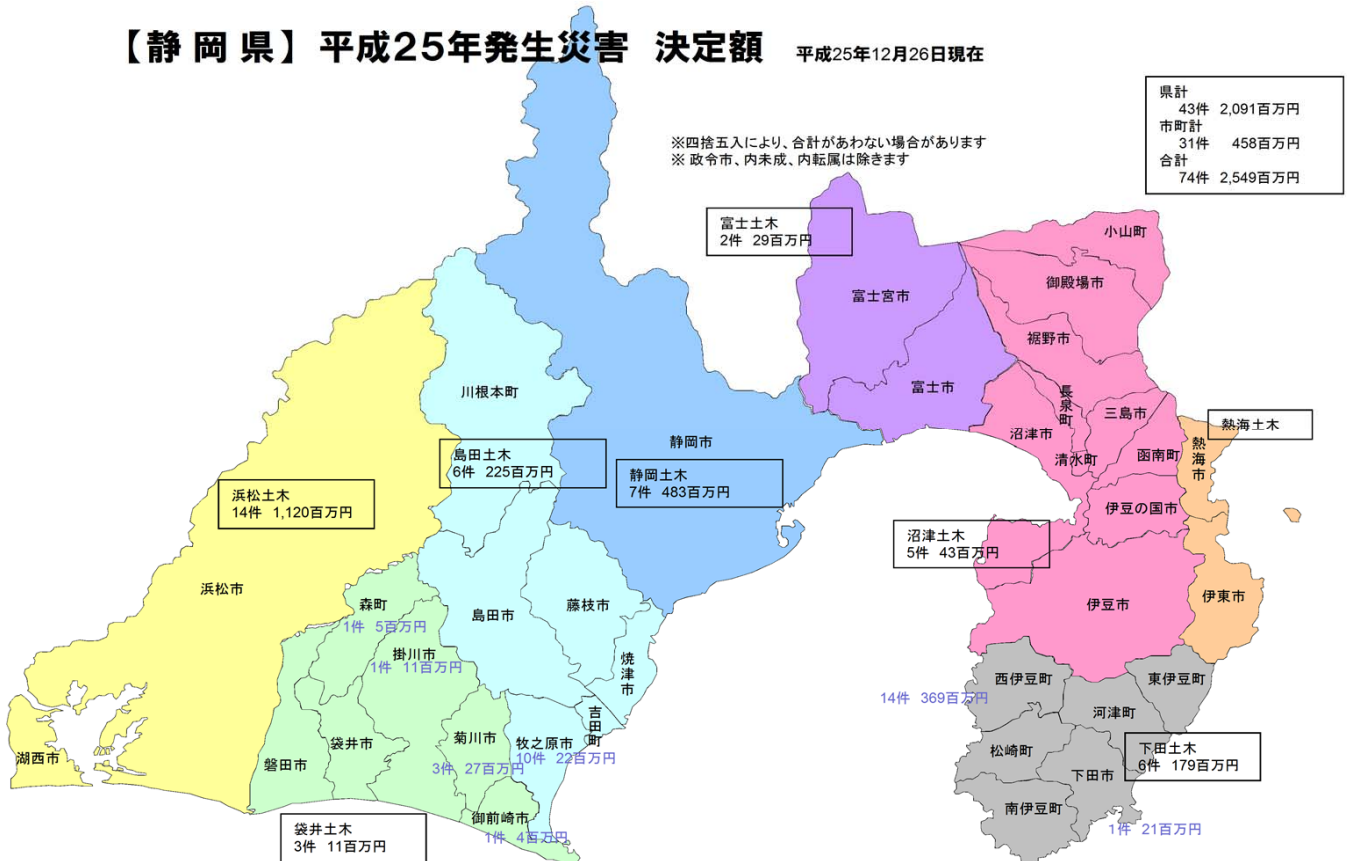 【静岡県】平成25年発生災害 決定額 平成25年12月26日現在
県計
43件 2,091百万円
市町計
31件 458百万円
合計
74件 2,549百万円
※四捨五入により、合計があわない場合があります
※ 政令市、内未成、内転属は除きます
富士土木
2件 29百万円
小山町
御殿場市
富士宮市
裾野市
富士市
川根本町
長泉町
三島市
沼津市
熱海土木
静岡市
島田土木
6件 225百万円
清水町
函南町
熱海市
静岡土木
7件 483百万円
浜松土木
14件 1,120百万円
伊豆の国市
沼津土木
5件 43百万円
浜松市
伊豆市
伊東市
森町
1件 5百万円
島田市
藤枝市
掛川市
1件 11百万円
焼津市
西伊豆町
14件 369百万円
東伊豆町
河津町
吉田町
湖西市
磐田市
袋井市
菊川市
3件 27百万円
牧之原市
10件 22百万円
松崎町
下田市
下田土木
6件 179百万円
南伊豆町
御前崎市
1件 4百万円
1件 21百万円
袋井土木
3件 11百万円